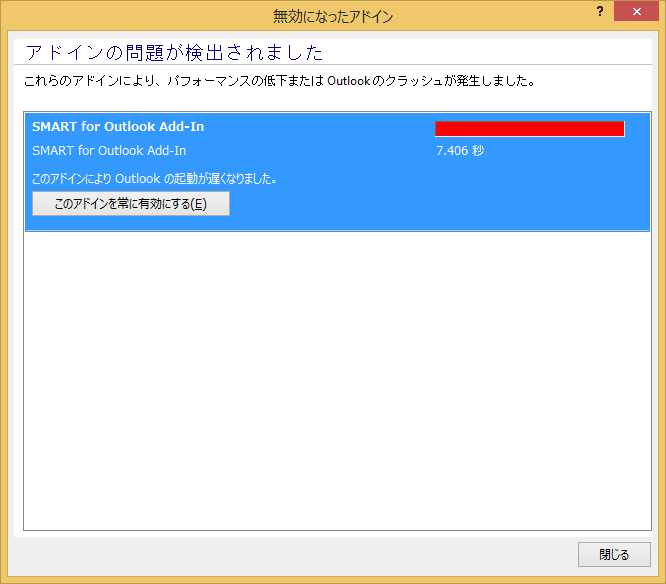 無効になったアドイン
?
アドインの問題が検出されました
これらのアドインにより、パフォーマンスの低下または Outlook のクラッシュが発生しました。
SMART for Outlook Add-In
SMART for Outlook Add-In 7.406 秒
このアドインにより Outlook の起動が遅くなりました。
このアドインを常に有効にする(E)
閉じる